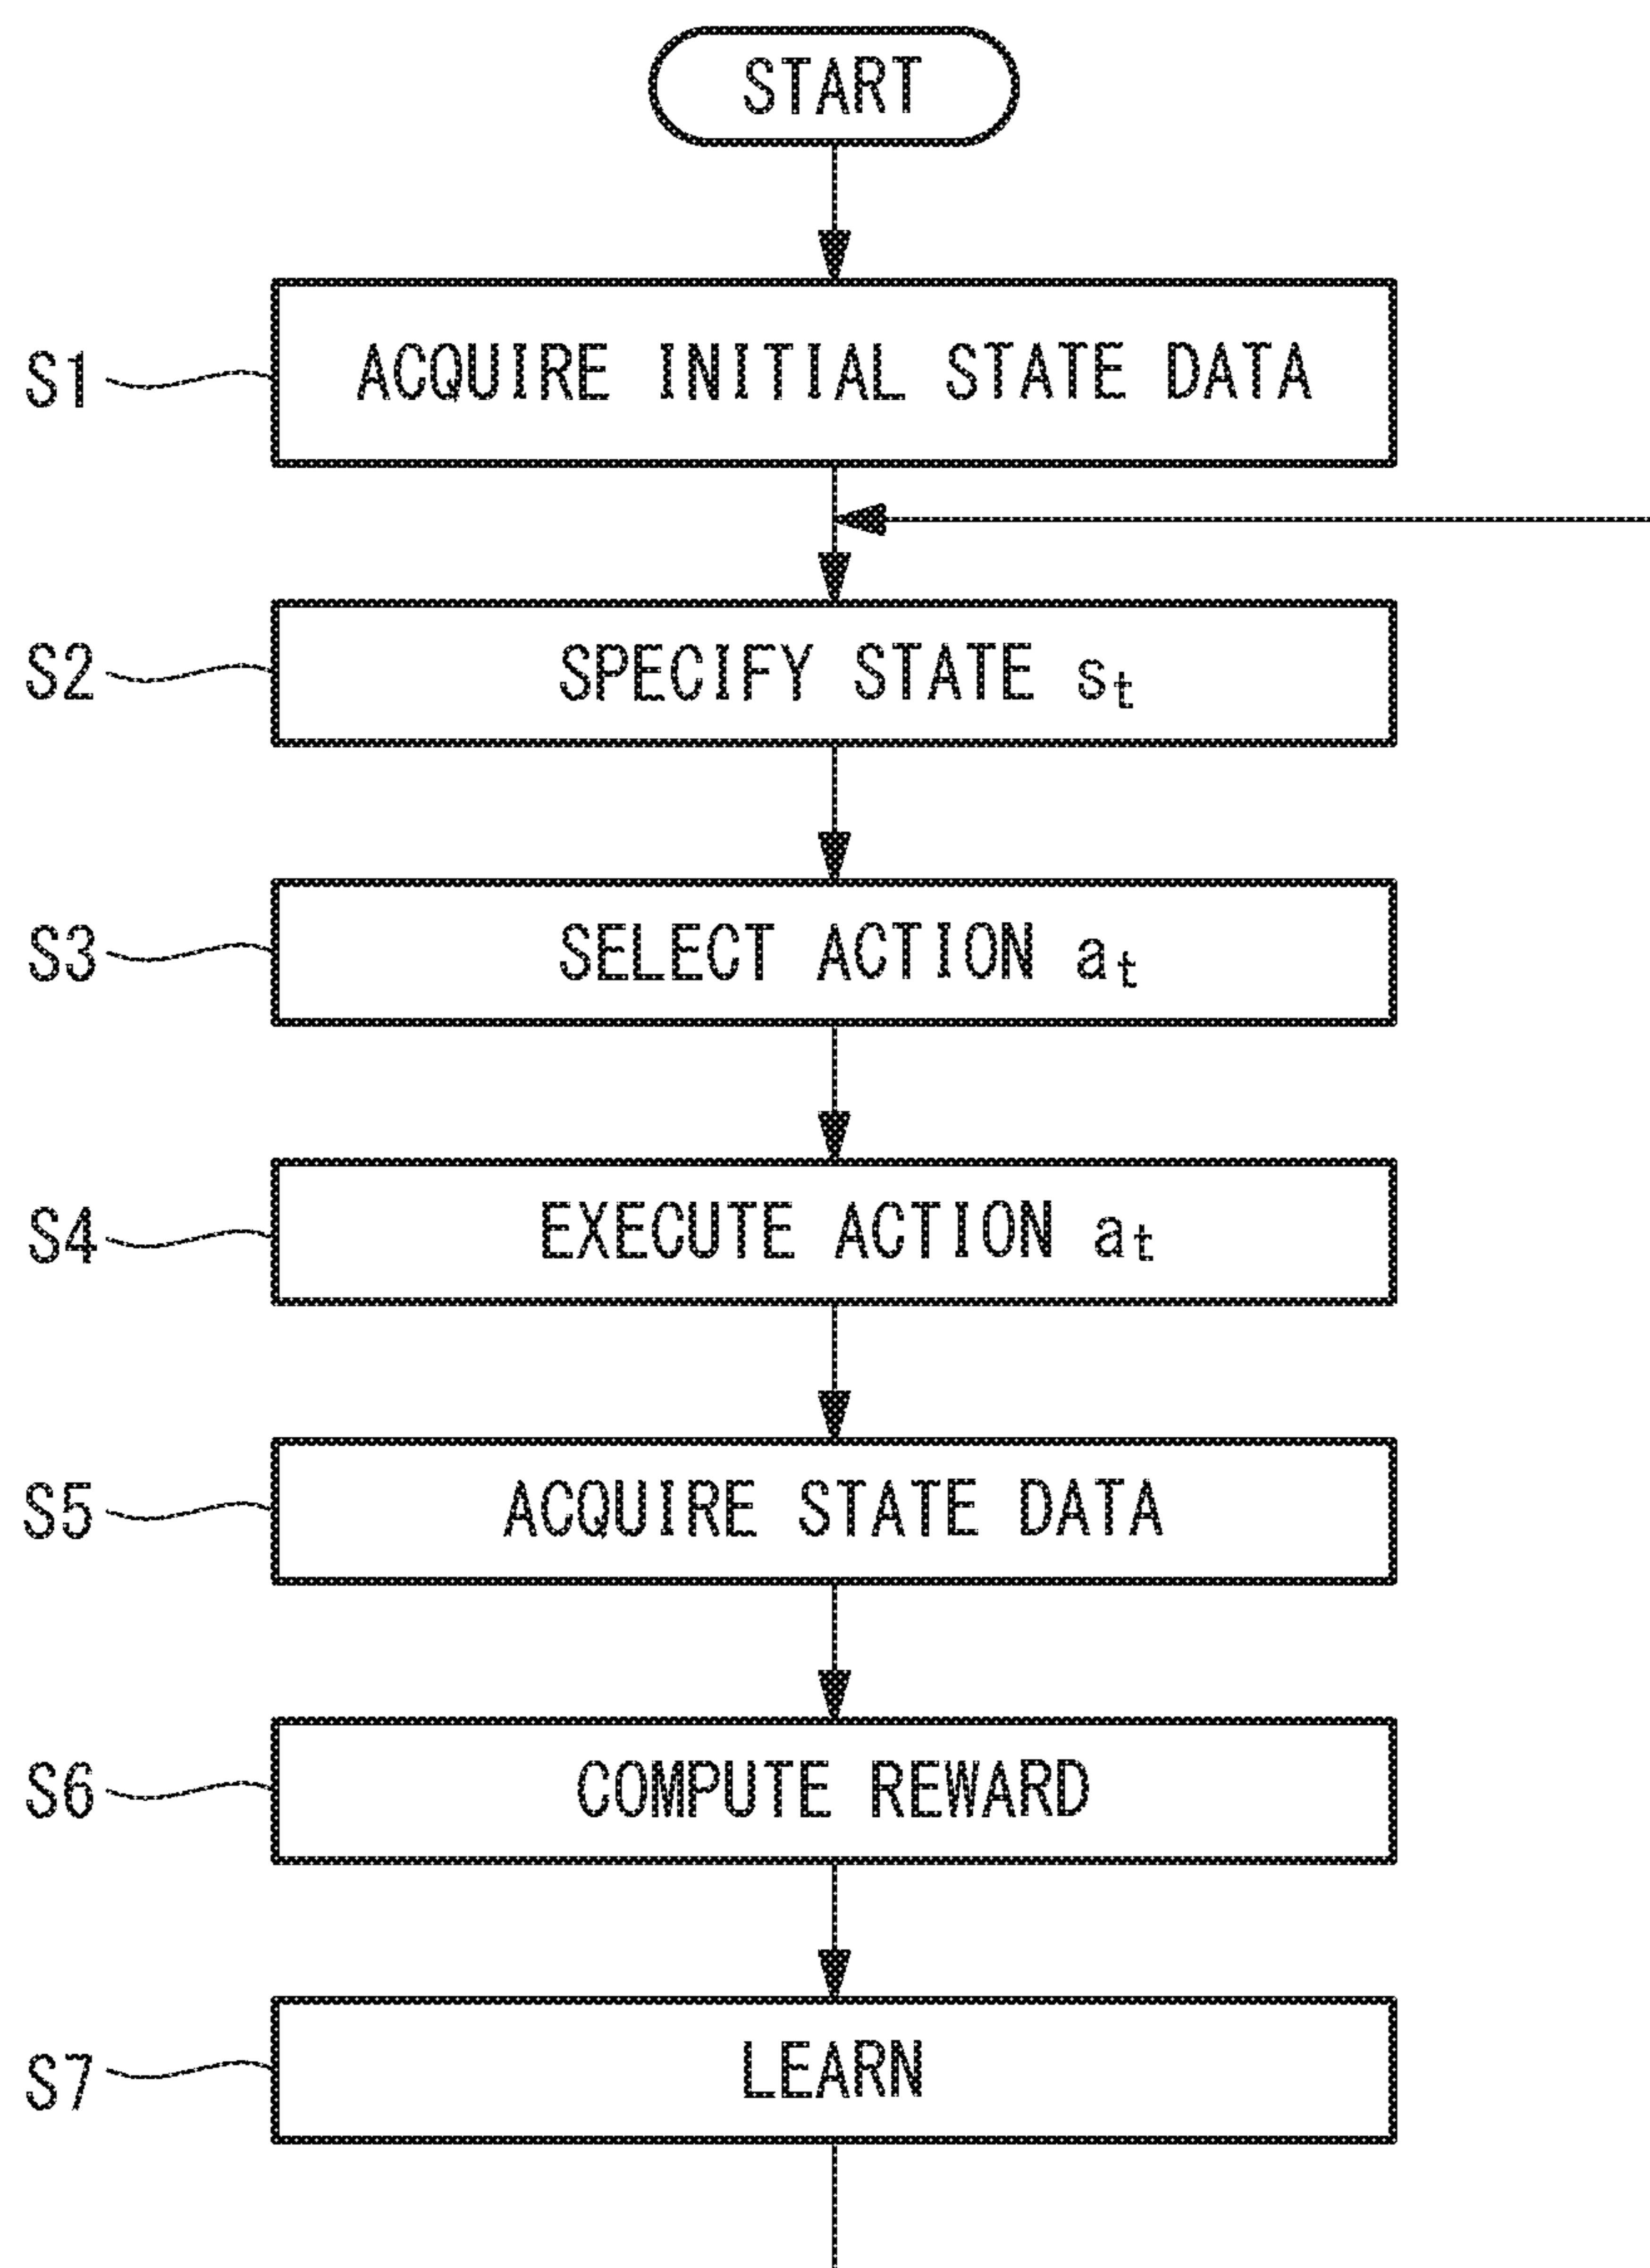 START
S1 ACQUIRE INITIAL STATE DATA
S2 SPECIFY STATE sₜ
S3 SELECT ACTION aₜ
S4 EXECUTE ACTION aₜ
S5 ACQUIRE STATE DATA
S6 COMPUTE REWARD
S7 LEARN